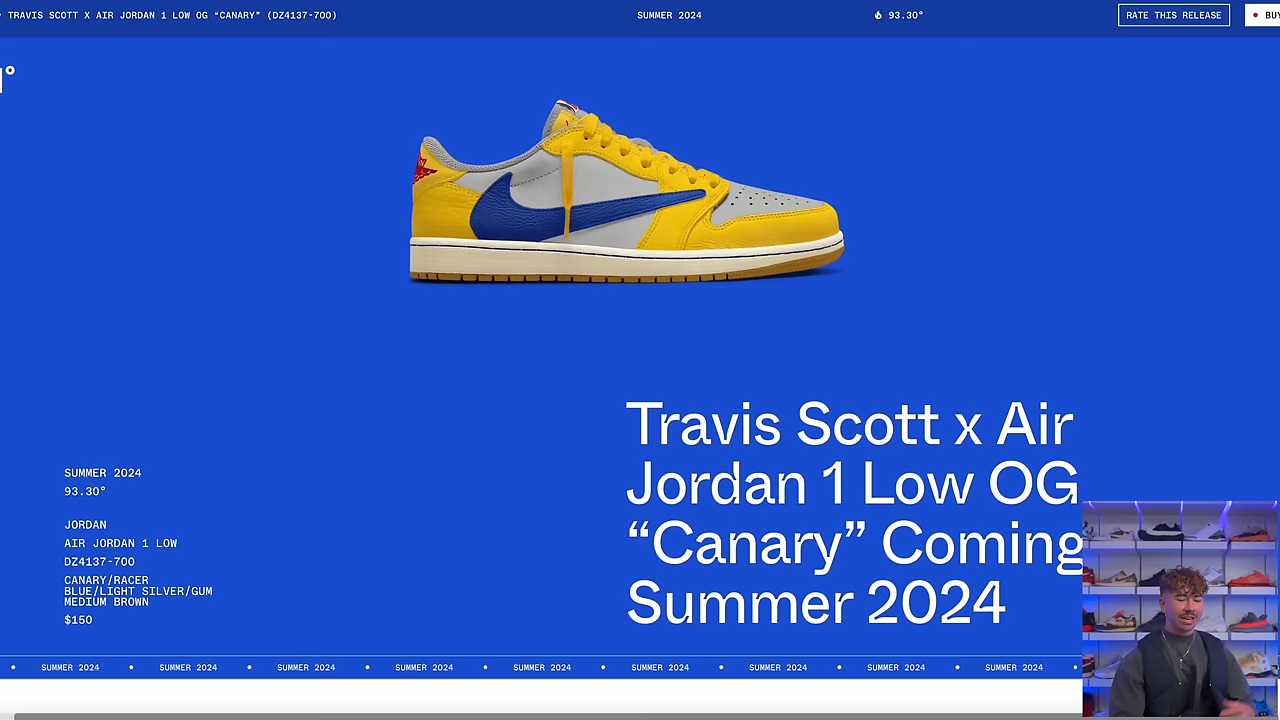 TRAVIS SCOTT X AIR JORDAN 1 LOW OG “CANARY” (DZ4137-700)
SUMMER 2024
93.30°
RATE THIS RELEASE
BUY
Travis Scott x Air
Jordan 1 Low OG
“Canary” Coming
Summer 2024
SUMMER 2024
93.30°
JORDAN
AIR JORDAN 1 LOW
DZ4137-700
CANARY/RACER
BLUE/LIGHT SILVER/GUM
MEDIUM BROWN
$150
SUMMER 2024 • SUMMER 2024 • SUMMER 2024 • SUMMER 2024 • SUMMER 2024 • SUMMER 2024 • SUMMER 2024 • SUMMER 2024 • SUMMER 2024